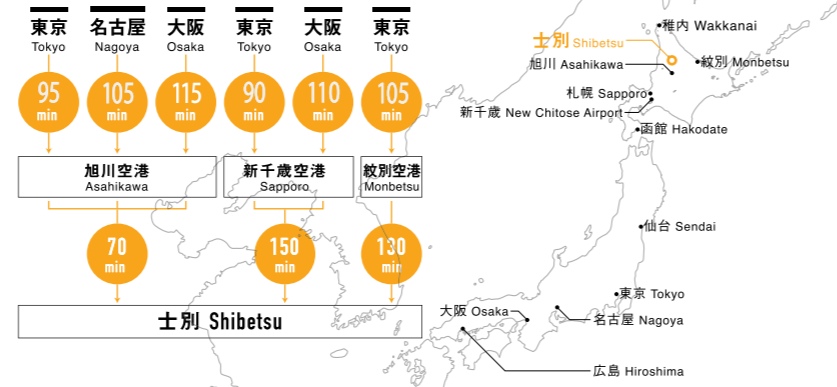 東京 名古屋 大阪 東京 大阪 東京
Tokyo Nagoya Osaka Tokyo Osaka Tokyo
95 105 115 90 110 105
min min min min min min
旭川空港 新千歳空港 紋別空港
Asahikawa Sapporo Monbetsu
70 150 130
min min min
士別 Shibetsu
稚内 Wakkanai
士別 Shibetsu
旭川 Asahikawa
紋別 Monbetsu
札幌 Sapporo
新千歳 New Chitose Airport
函館 Hakodate
仙台 Sendai
東京 Tokyo
大阪 Osaka
名古屋 Nagoya
広島 Hiroshima